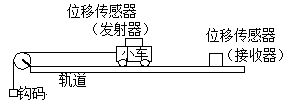 位移传感器
（发射器）
小车
位移传感器
（接收器）
轨道
钩码